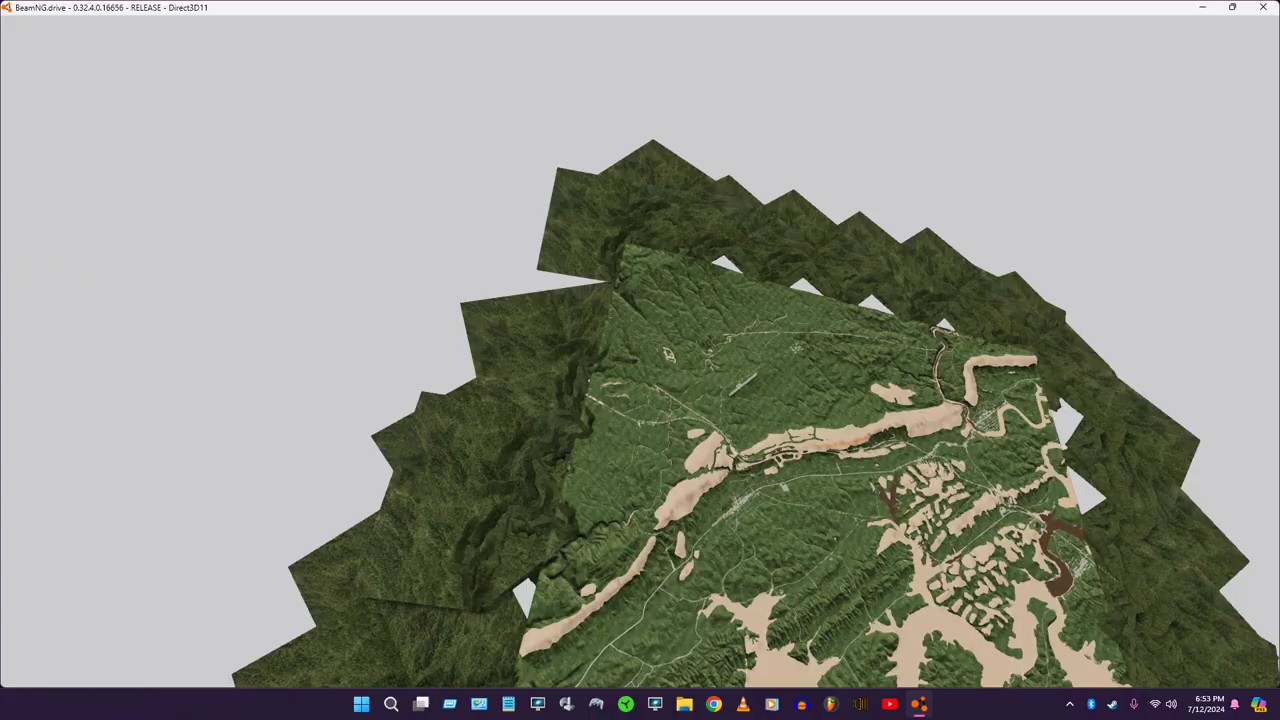 BeamNG.drive - 0.32.4.0.16656 - RELEASE - Direct3D11
6:53 PM
7/12/2024